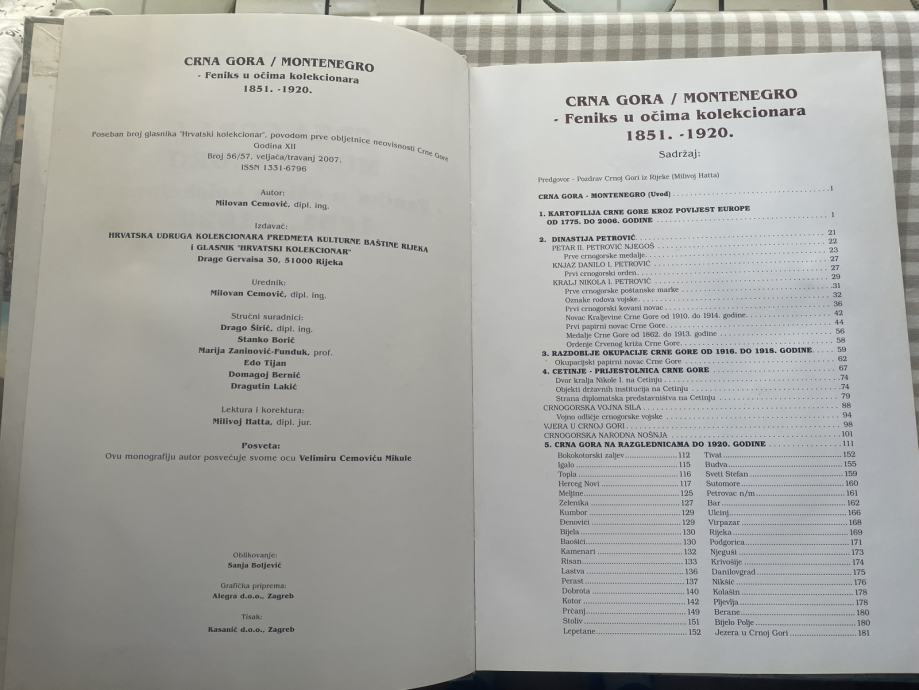 CRNA GORA / MONTENEGRO
- Feniks u očima kolekcionara
1851. -1920.
Poseban broj glasnika "Hrvatski kolekcionar", povodom prve obljetnice neovisnosti Crne Gore
Godina XII
Broj 56/57, veljača/travanj 2007.
ISSN 1331-6796
Autor:
Milovan Cemović, dipl. ing.
Izdavač:
HRVATSKA UDRUGA KOLEKCIONARA PREDMETA KULTURNE BAŠTINE RIJEKA
i GLASNIK "HRVATSKI KOLEKCIONAR"
Drage Gervaisa 30, 51000 Rijeka
Urednik:
Milovan Cemović, dipl. ing.
Stručni suradnici:
Drago Širić, dipl. ing.
Stanko Borić
Marija Zaninović-Funduk, prof.
Edo Tijan
Domagoj Bernić
Dragutin Lakić
Lektura i korektura:
Milivoj Hatta, dipl. jur.
Posveta:
Ovu monografiju autor posvećuje svome ocu Velimiru Cemoviću Mikule
Oblikovanje:
Sanja Boljević
Grafička priprema:
Alegra d.o.o., Zagreb
Tisak:
Kasanić d.o.o., Zagreb
CRNA GORA / MONTENEGRO
- Feniks u očima kolekcionara
1851. -1920.
Sadržaj:
Predgovor - Pozdrav Crnoj Gori iz Rijeke (Milivoj Hatta)
CRNA GORA - MONTENEGRO (Uvod) 1
1. KARTOFILIJA CRNE GORE KROZ POVIJEST EUROPE
OD 1775. DO 2006. GODINE 1
2. DINASTIJA PETROVIĆ 21
PETAR II. PETROVIĆ NJEGOŠ 22
Prve crnogorske medalje 23
KNJAZ DANILO I. PETROVIĆ 27
Prvi crnogorski orden 27
KRALJ NIKOLA I. PETROVIĆ 29
Prve crnogorske poštanske marke 31
Oznake rodova vojske 32
Prvi crnogorski kovani novac 36
Novac Kraljevine Crne Gore od 1910. do 1914. godine 42
Prvi papirni novac Crne Gore 44
Medalje Crne Gore od 1862. do 1913. godine 56
Ordenje Crvenog križa Crne Gore 58
3. RAZDOBLJE OKUPACIJE CRNE GORE OD 1916. DO 1918. GODINE 59
Okupacijski papirni novac Crne Gore 62
4. CETINJE - PRIJESTOLNICA CRNE GORE 67
Dvor kralja Nikole I. na Cetinju 74
Objekti državnih institucija na Cetinju 74
Strana diplomatska predstavništva na Cetinju 79
CRNOGORSKA VOJNA SILA 88
Vojno odličje crnogorske vojske 94
VJERA U CRNOJ GORI 98
CRNOGORSKA NARODNA NOŠNJA 101
5. CRNA GORA NA RAZGLEDNICAMA DO 1920. GODINE 111
Bokokotorski zaljev 112
Igalo 115
Topla 116
Herceg Novi 117
Meljine 125
Zelenika 127
Kumbor 129
Đenovići 129
Bijela 130
Baošići 130
Kamenari 132
Risan 133
Lastva 136
Perast 137
Dobrota 140
Kotor 142
Prčanj 149
Stoliv 151
Lepetane 152
Tivat 152
Budva 155
Sveti Stefan 159
Sutomore 160
Petrovac n/m 161
Bar 162
Ulcinj 166
Virpazar 168
Rijeka 169
Podgorica 171
Njeguši 173
Krivošije 174
Danilovgrad 175
Nikšić 176
Kolašin 178
Pljevlja 178
Berane 180
Bijelo Polje 180
Jezera u Crnoj Gori 181